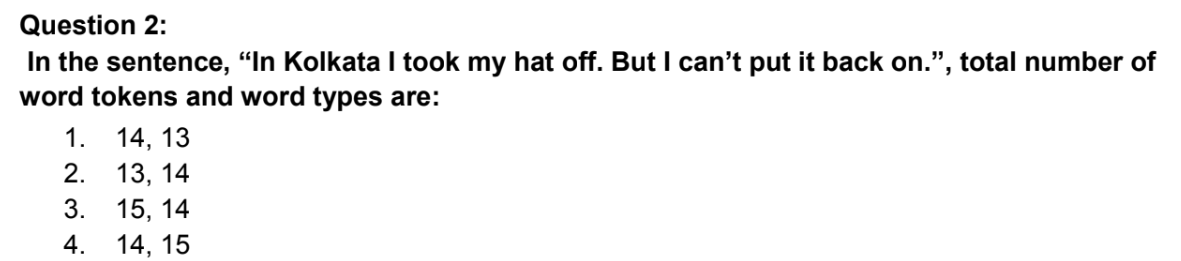 Question 2:
In the sentence, “In Kolkata I took my hat off. But I can’t put it back on.”, total number of
word tokens and word types are:
1. 14, 13
2. 13, 14
3. 15, 14
4. 14, 15